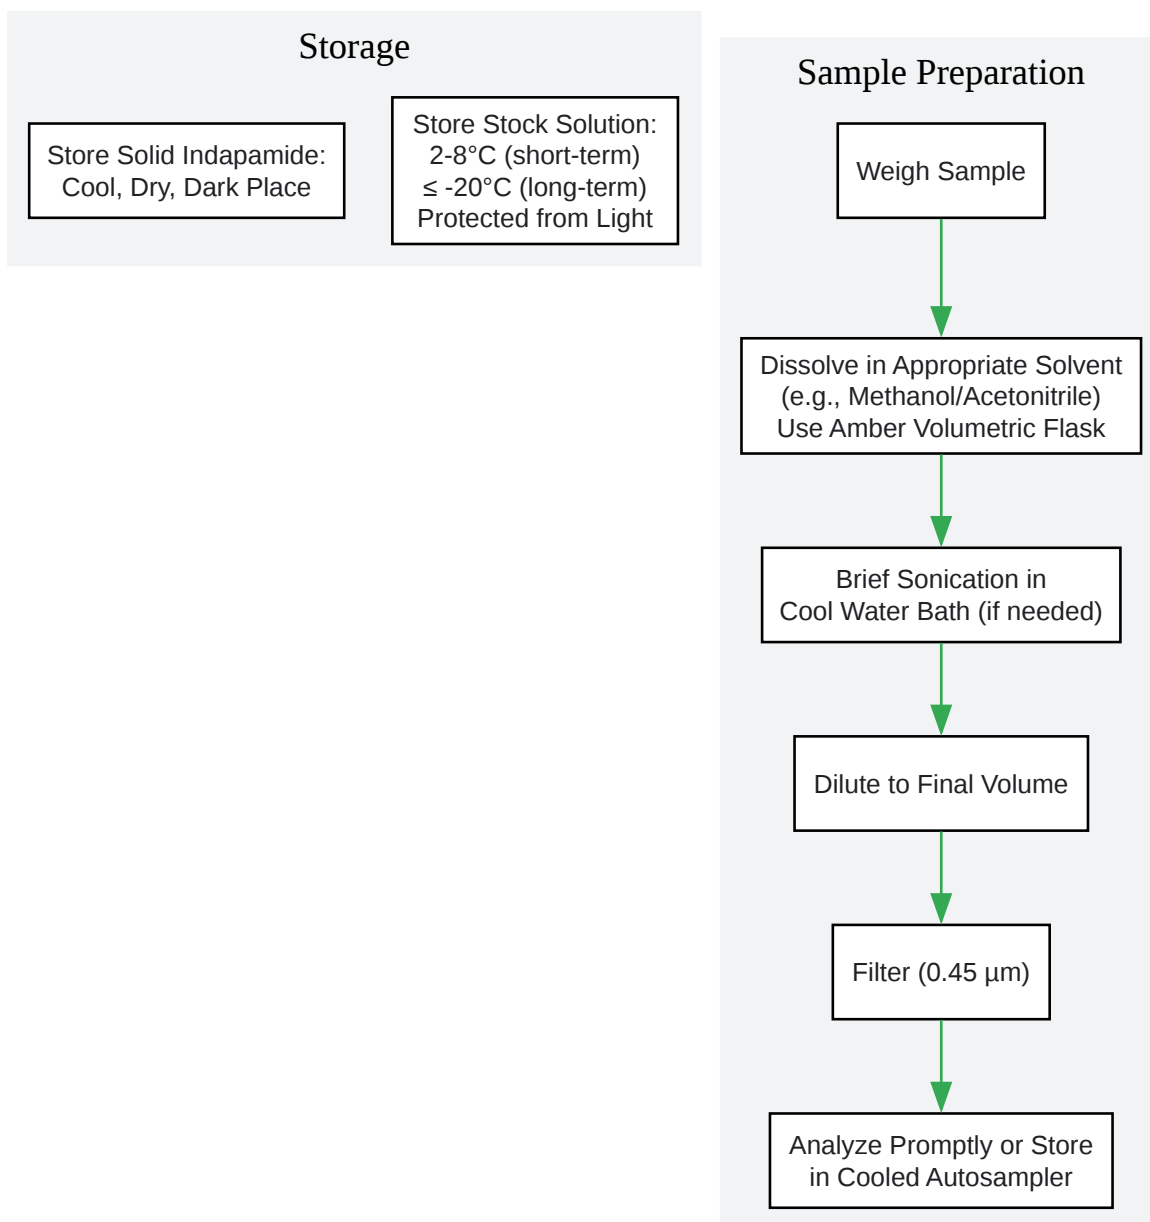 Storage
Store Solid Indapamide:
Cool, Dry, Dark Place
Store Stock Solution:
2-8°C (short-term)
≤ -20°C (long-term)
Protected from Light
Sample Preparation
Weigh Sample
Dissolve in Appropriate Solvent
(e.g., Methanol/Acetonitrile)
Use Amber Volumetric Flask
Brief Sonication in
Cool Water Bath (if needed)
Dilute to Final Volume
Filter (0.45 µm)
Analyze Promptly or Store
in Cooled Autosampler